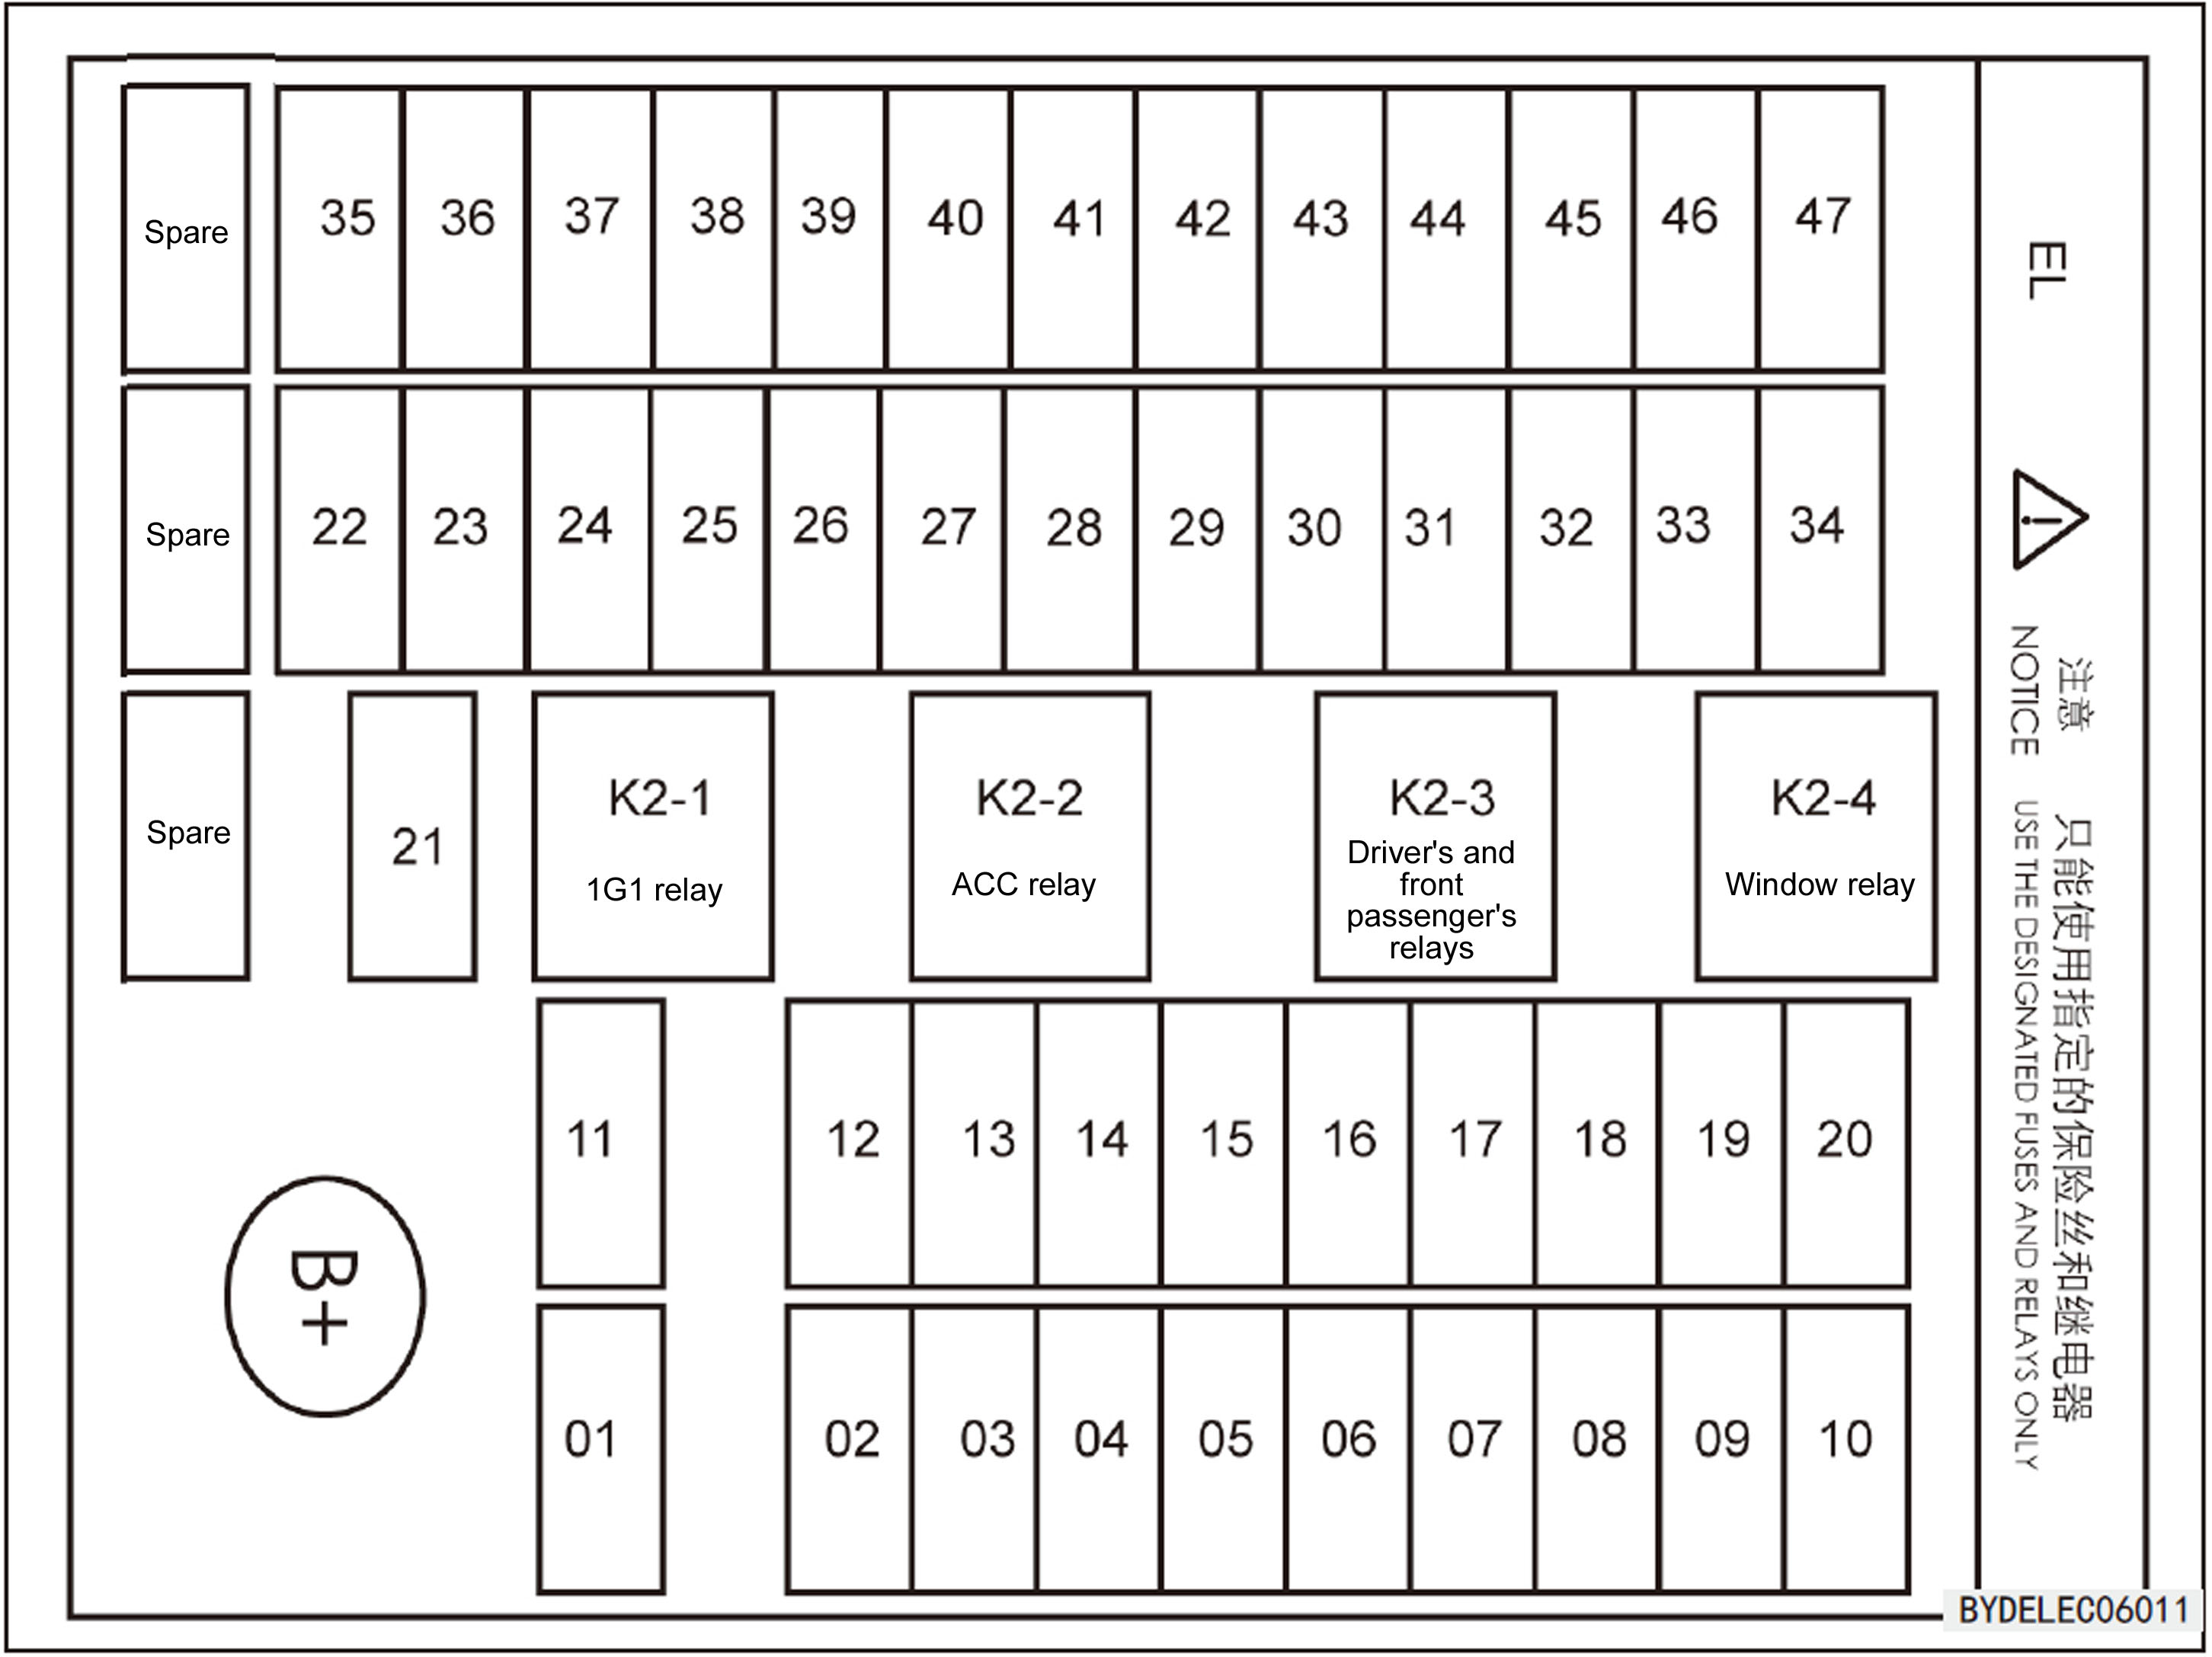 Spare
35 36 37 38 39 40 41 42 43 44 45 46 47
Spare
22 23 24 25 26 27 28 29 30 31 32 33 34
Spare
21
K2-1
1G1 relay
K2-2
ACC relay
K2-3
Driver's and
front
passenger's
relays
K2-4
Window relay
11 12 13 14 15 16 17 18 19 20
B+
01 02 03 04 05 06 07 08 09 10
EL
注意 只能使用指定的保险丝和继电器
NOTICE USE THE DESIGNATED FUSES AND RELAYS ONLY
BYDELEC06011